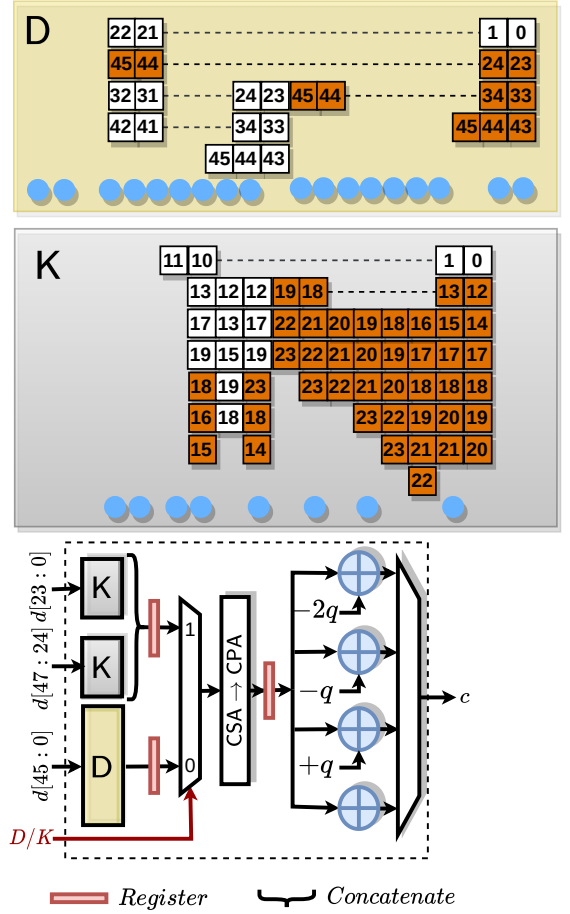 D
22 21 1 0
45 44 24 23
32 31 24 23 45 44 34 33
42 41 34 33 45 44 43
45 44 43
K
11 10 1 0
13 12 12 19 18 13 12
17 13 17 22 21 20 19 18 16 15 14
19 15 19 23 22 21 20 19 17 17 17
18 19 23 23 22 21 20 18 18 18
16 18 18 23 22 19 20 19
15 14 23 21 21 20
22
d[23 : 0]
K
d[47 : 24]
K
d[45 : 0]
D
1
0
D/K
CSA → CPA
−2q
−q
+q
c
Register
Concatenate